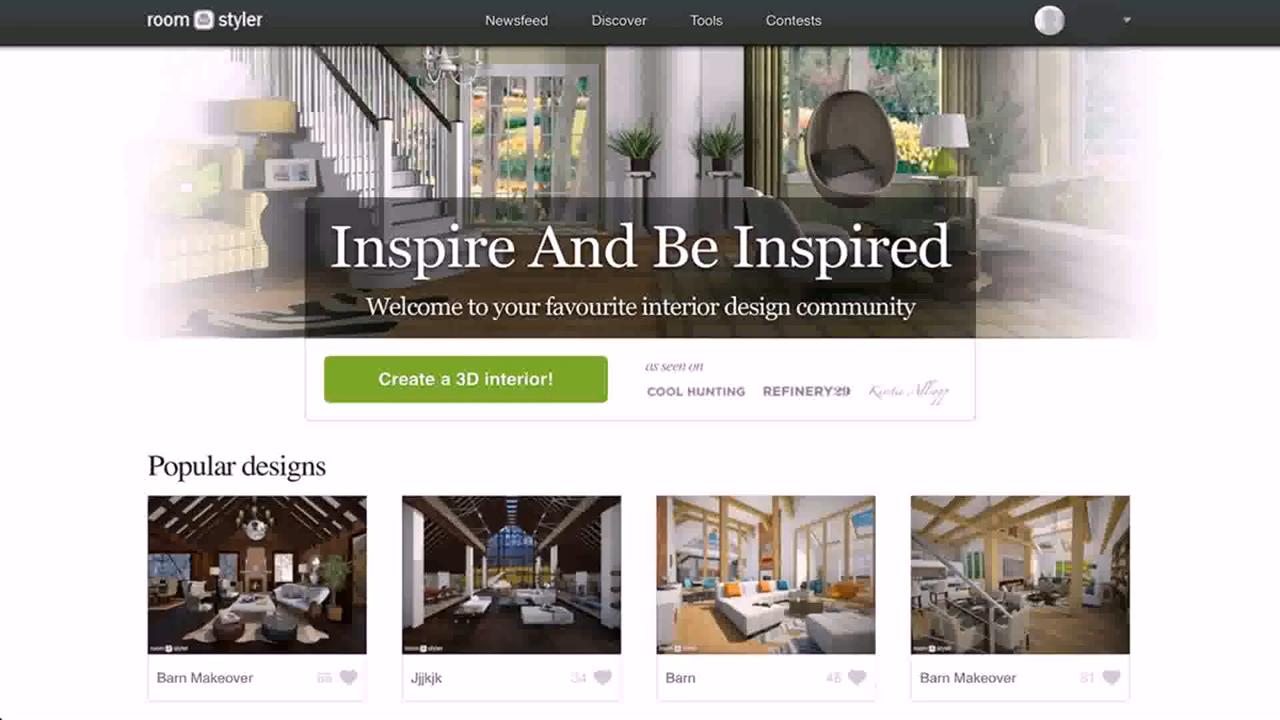 room styler
Newsfeed
Discover
Tools
Contests
Inspire And Be Inspired
Welcome to your favourite interior design community
Create a 3D interior!
as seen on
COOL HUNTING
REFINERY29
Popular designs
Barn Makeover
Jjjkjk
34
Barn
Barn Makeover